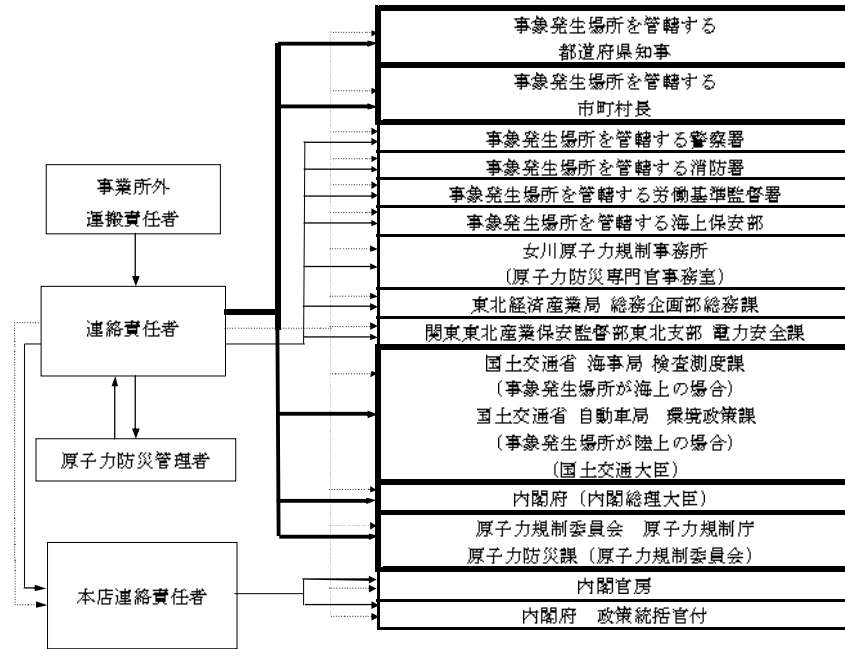 事象発生場所を管轄する
都道府県知事
事象発生場所を管轄する
市町村長
事象発生場所を管轄する警察署
事象発生場所を管轄する消防署
事象発生場所を管轄する労働基準監督署
事象発生場所を管轄する海上保安部
女川原子力規制事務所
(原子力防災専門官事務室)
東北経済産業局 総務企画部総務課
関東東北産業保安監督部東北支部 電力安全課
国土交通省 海事局 検査測度課
(事象発生場所が海上の場合)
国土交通省 自動車局 環境政策課
(事象発生場所が陸上の場合)
(国土交通大臣)
内閣府(内閣総理大臣)
原子力規制委員会 原子力規制庁
原子力防災課(原子力規制委員会)
内閣官房
内閣府 政策統括官付
事業所外
運搬責任者
連絡責任者
原子力防災管理者
本店連絡責任者